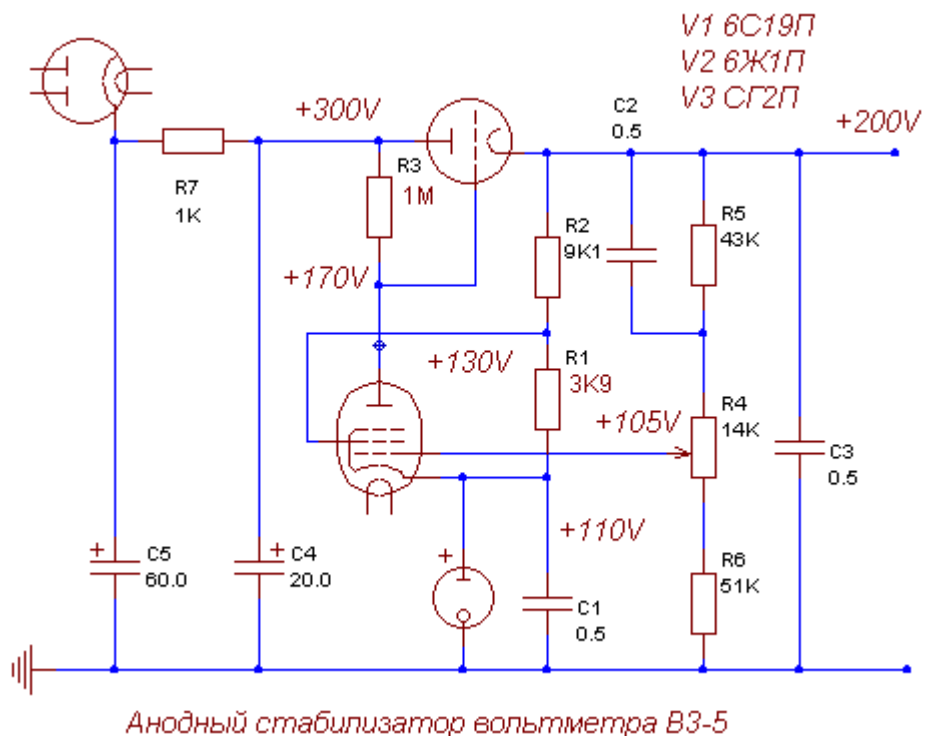 V1 6С19П
V2 6Ж1П
V3 СГ2П
+300V
C2
0.5
+200V
R7
1K
R3
1M
R2
9K1
R5
43K
+170V
+130V
R1
3K9
+105V
R4
14K
C3
0.5
+110V
+
C5
60.0
+
C4
20.0
+
C1
0.5
R6
51K
Анодный стабилизатор вольтметра В3-5